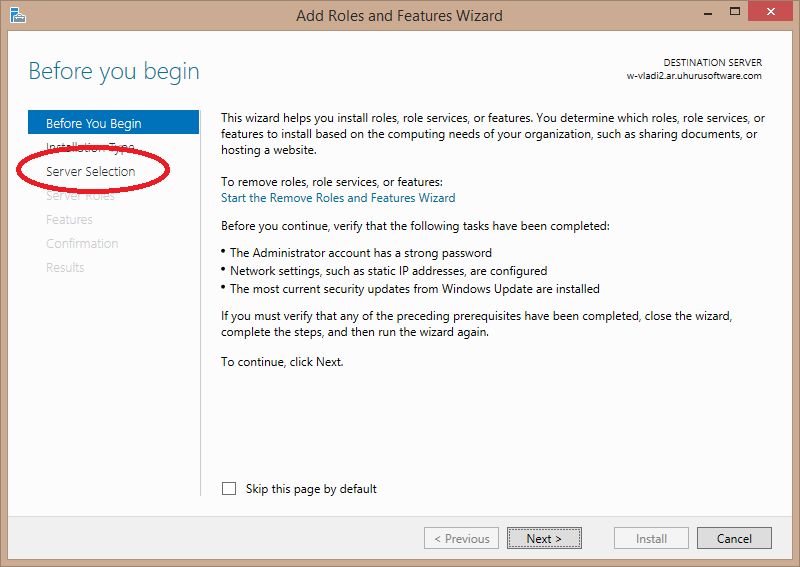 Add Roles and Features Wizard
Before you begin
DESTINATION SERVER
w-vladi2.ar.uhurusoftware.com
Before You Begin
Installation Type
Server Selection
Server Roles
Features
Confirmation
Results
This wizard helps you install roles, role services, or features. You determine which roles, role services, or
features to install based on the computing needs of your organization, such as sharing documents, or
hosting a website.
To remove roles, role services, or features:
Start the Remove Roles and Features Wizard
Before you continue, verify that the following tasks have been completed:
• The Administrator account has a strong password
• Network settings, such as static IP addresses, are configured
• The most current security updates from Windows Update are installed
If you must verify that any of the preceding prerequisites have been completed, close the wizard,
complete the steps, and then run the wizard again.
To continue, click Next.
Skip this page by default
< Previous
Next >
Install
Cancel